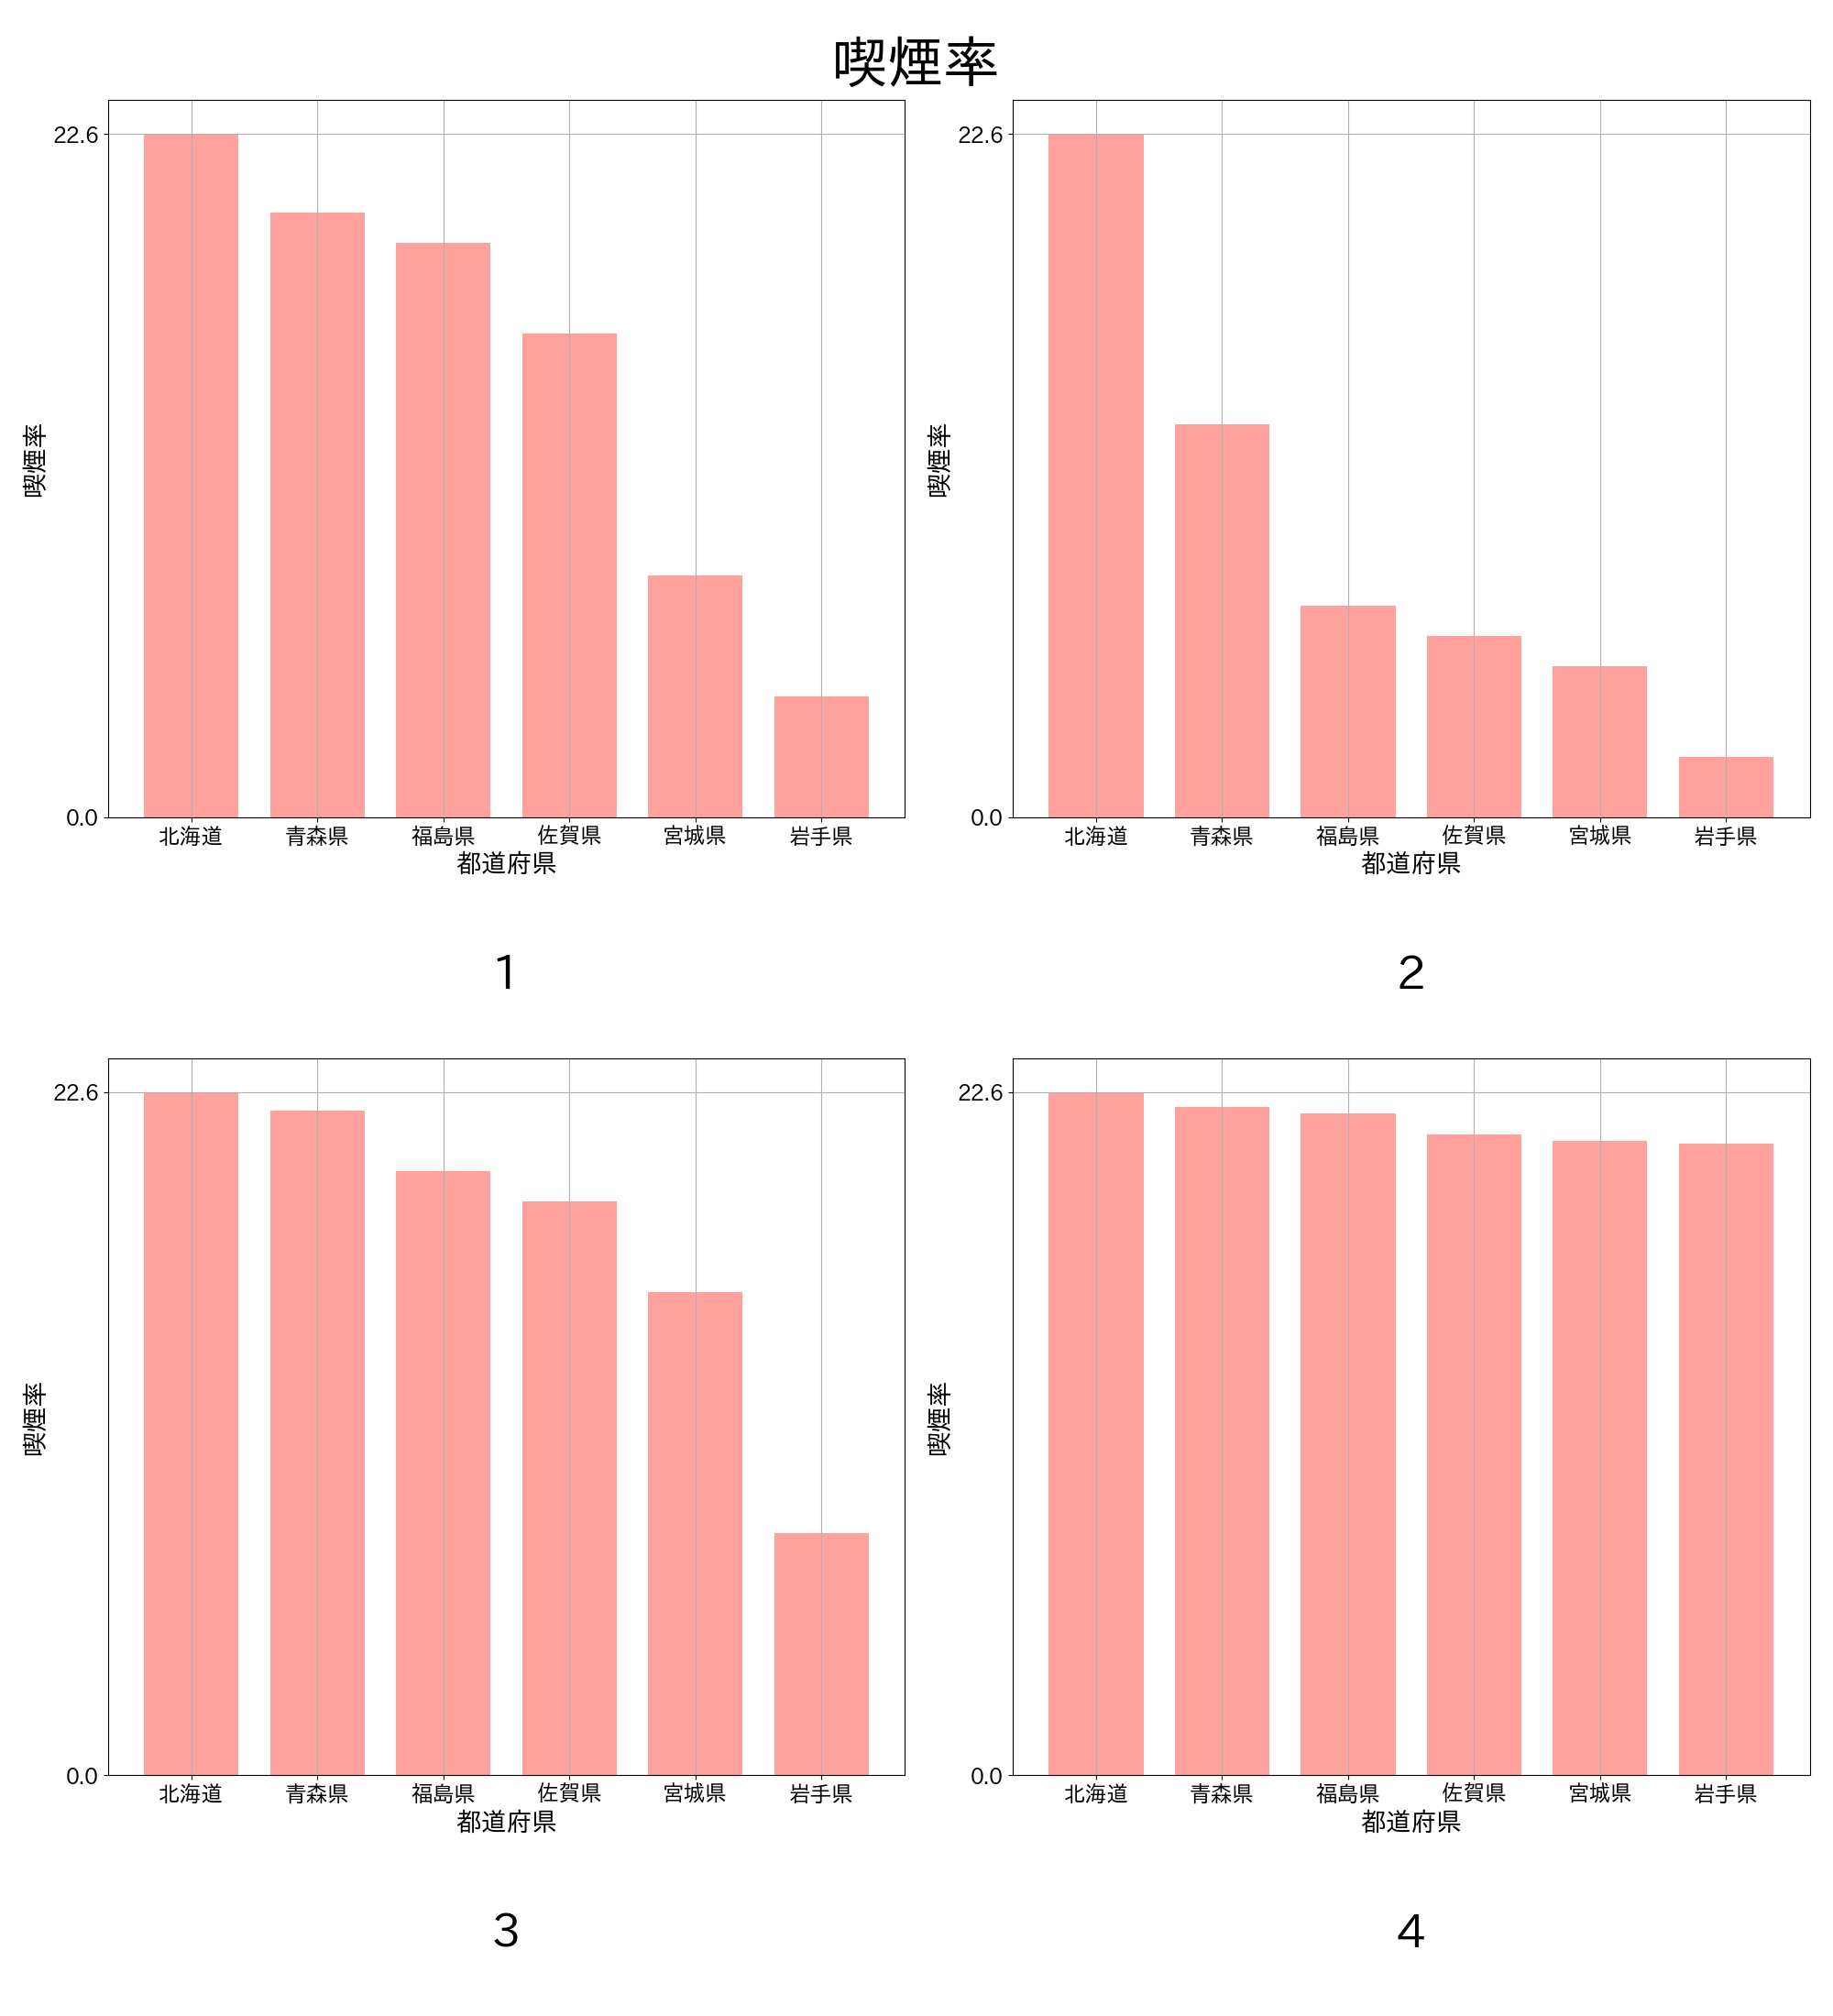 喫煙率
22.6
0.0
喫煙率
北海道 青森県 福島県 佐賀県 宮城県 岩手県
都道府県
1
22.6
0.0
喫煙率
北海道 青森県 福島県 佐賀県 宮城県 岩手県
都道府県
2
22.6
0.0
喫煙率
北海道 青森県 福島県 佐賀県 宮城県 岩手県
都道府県
3
22.6
0.0
喫煙率
北海道 青森県 福島県 佐賀県 宮城県 岩手県
都道府県
4